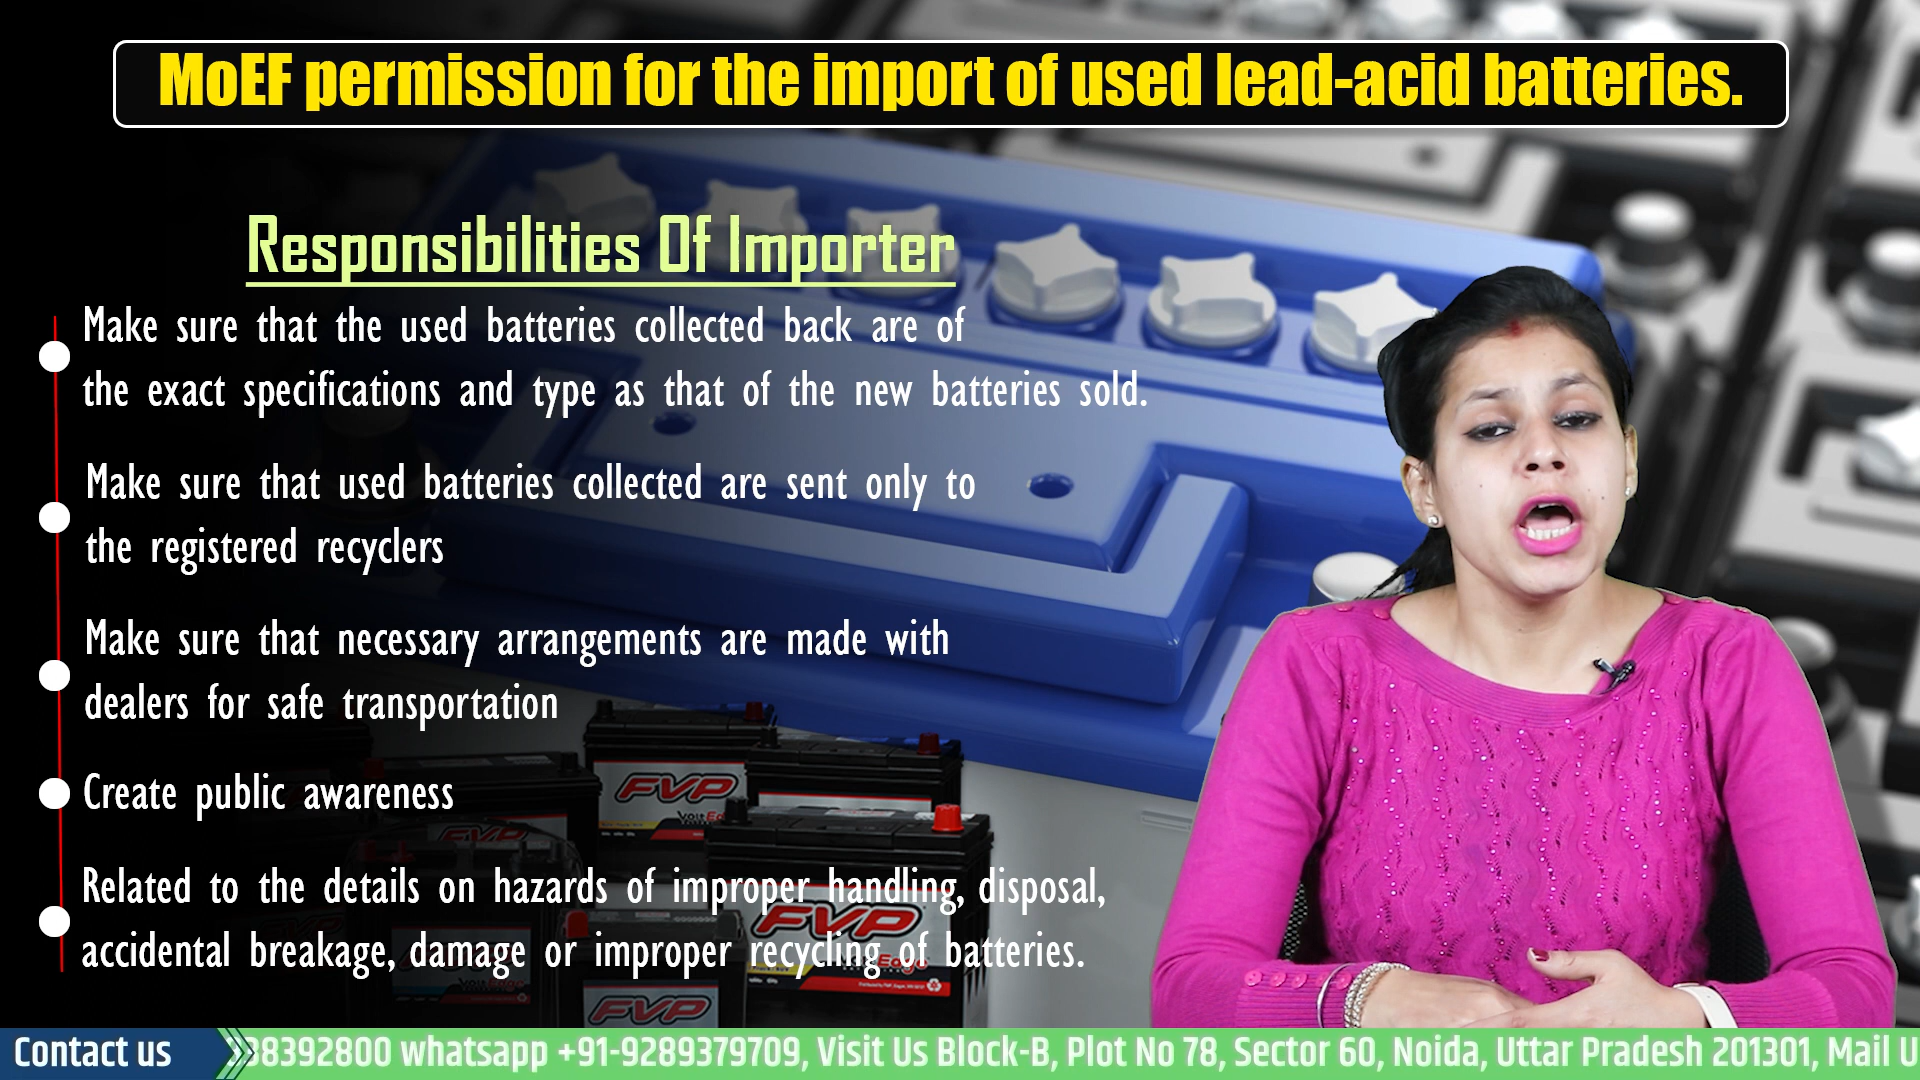 MoEF permission for the import of used lead-acid batteries.
Responsibilities Of Importer
Make sure that the used batteries collected back are of
the exact specifications and type as that of the new batteries sold.
Make sure that used batteries collected are sent only to
the registered recyclers
Make sure that necessary arrangements are made with
dealers for safe transportation
Create public awareness
Related to the details on hazards of improper handling, disposal,
accidental breakage, damage or improper recycling of batteries.
FVP
FVP
FVP
FVP
Contact us
38392800 whatsapp +91-9289379709, Visit Us Block-B, Plot No 78, Sector 60, Noida, Uttar Pradesh 201301, Mail U